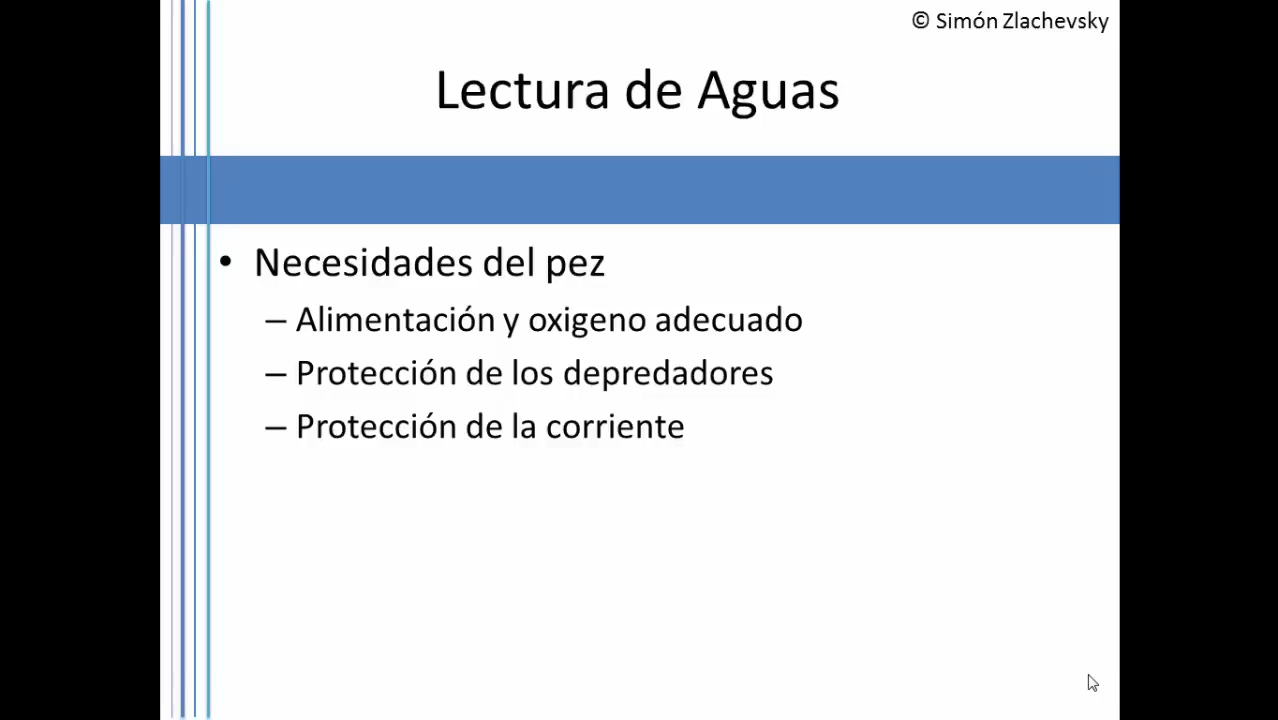 © Simón Zlachevsky
Lectura de Aguas
• Necesidades del pez
– Alimentación y oxigeno adecuado
– Protección de los depredadores
– Protección de la corriente